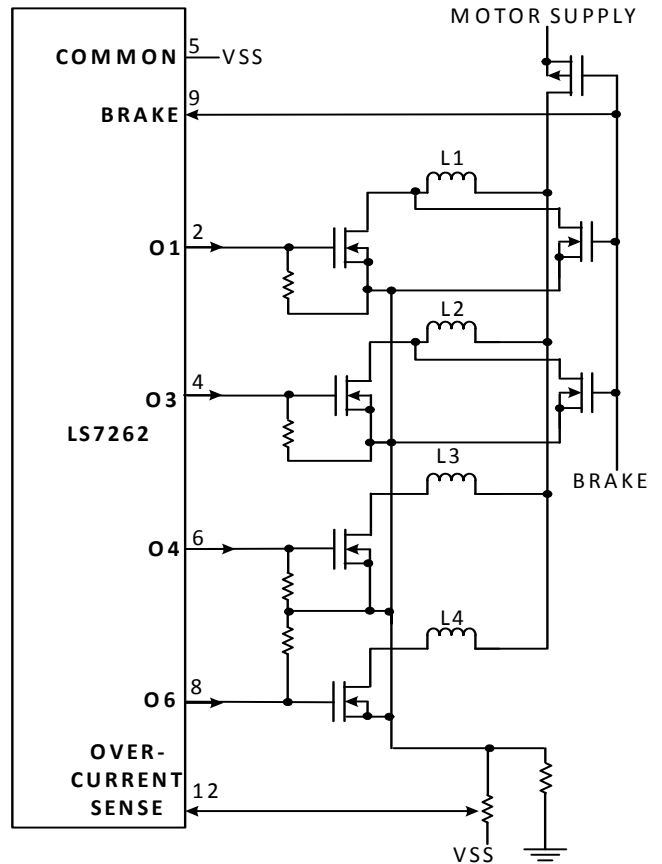 MOTOR SUPPLY
5
COMMON
VSS
9
BRAKE
L1
2
O1
L2
4
O3
LS7262
L3
BRAKE
6
O4
L4
8
O6
OVER-
CURRENT
12
SENSE
VSS